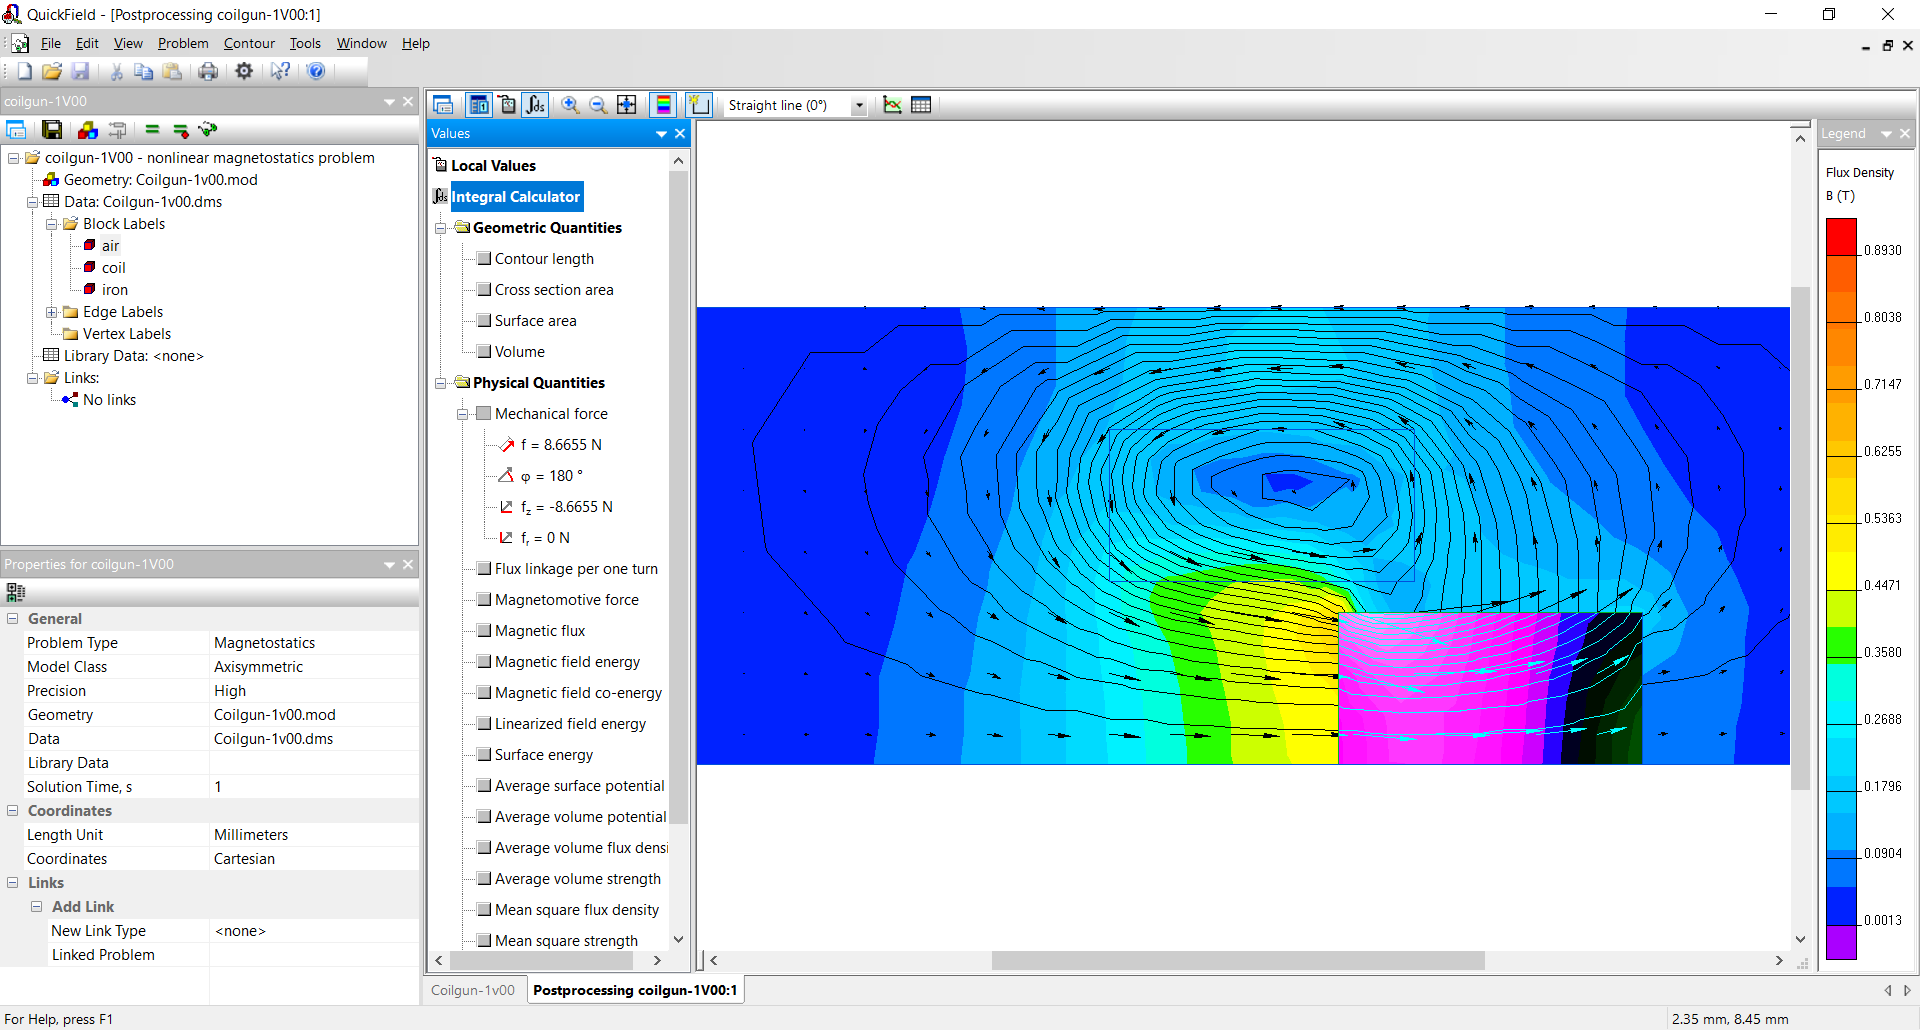 QuickField - [Postprocessing coilgun-1V00:1]
File Edit View Problem Contour Tools Window Help
coilgun-1V00
coilgun-1V00 - nonlinear magnetostatics problem
Geometry: Coilgun-1v00.mod
Data: Coilgun-1v00.dms
Block Labels
air
coil
iron
Edge Labels
Vertex Labels
Library Data: <none>
Links:
No links
Properties for coilgun-1V00
General
Problem Type Magnetostatics
Model Class Axisymmetric
Precision High
Geometry Coilgun-1v00.mod
Data Coilgun-1v00.dms
Library Data
Solution Time, s 1
Coordinates
Length Unit Millimeters
Coordinates Cartesian
Links
Add Link
New Link Type <none>
Linked Problem
Straight line (0°)
Values
Local Values
Integral Calculator
Geometric Quantities
Contour length
Cross section area
Surface area
Volume
Physical Quantities
Mechanical force
f = 8.6655 N
φ = 180 °
fz = -8.6655 N
fr = 0 N
Flux linkage per one turn
Magnetomotive force
Magnetic flux
Magnetic field energy
Magnetic field co-energy
Linearized field energy
Surface energy
Average surface potential
Average volume potential
Average volume flux densi
Average volume strength
Mean square flux density
Mean square strength
Legend
Flux Density
B (T)
0.8930
0.8038
0.7147
0.6255
0.5363
0.4471
0.3580
0.2688
0.1796
0.0904
0.0013
Coilgun-1v00 Postprocessing coilgun-1V00:1
For Help, press F1
2.35 mm, 8.45 mm